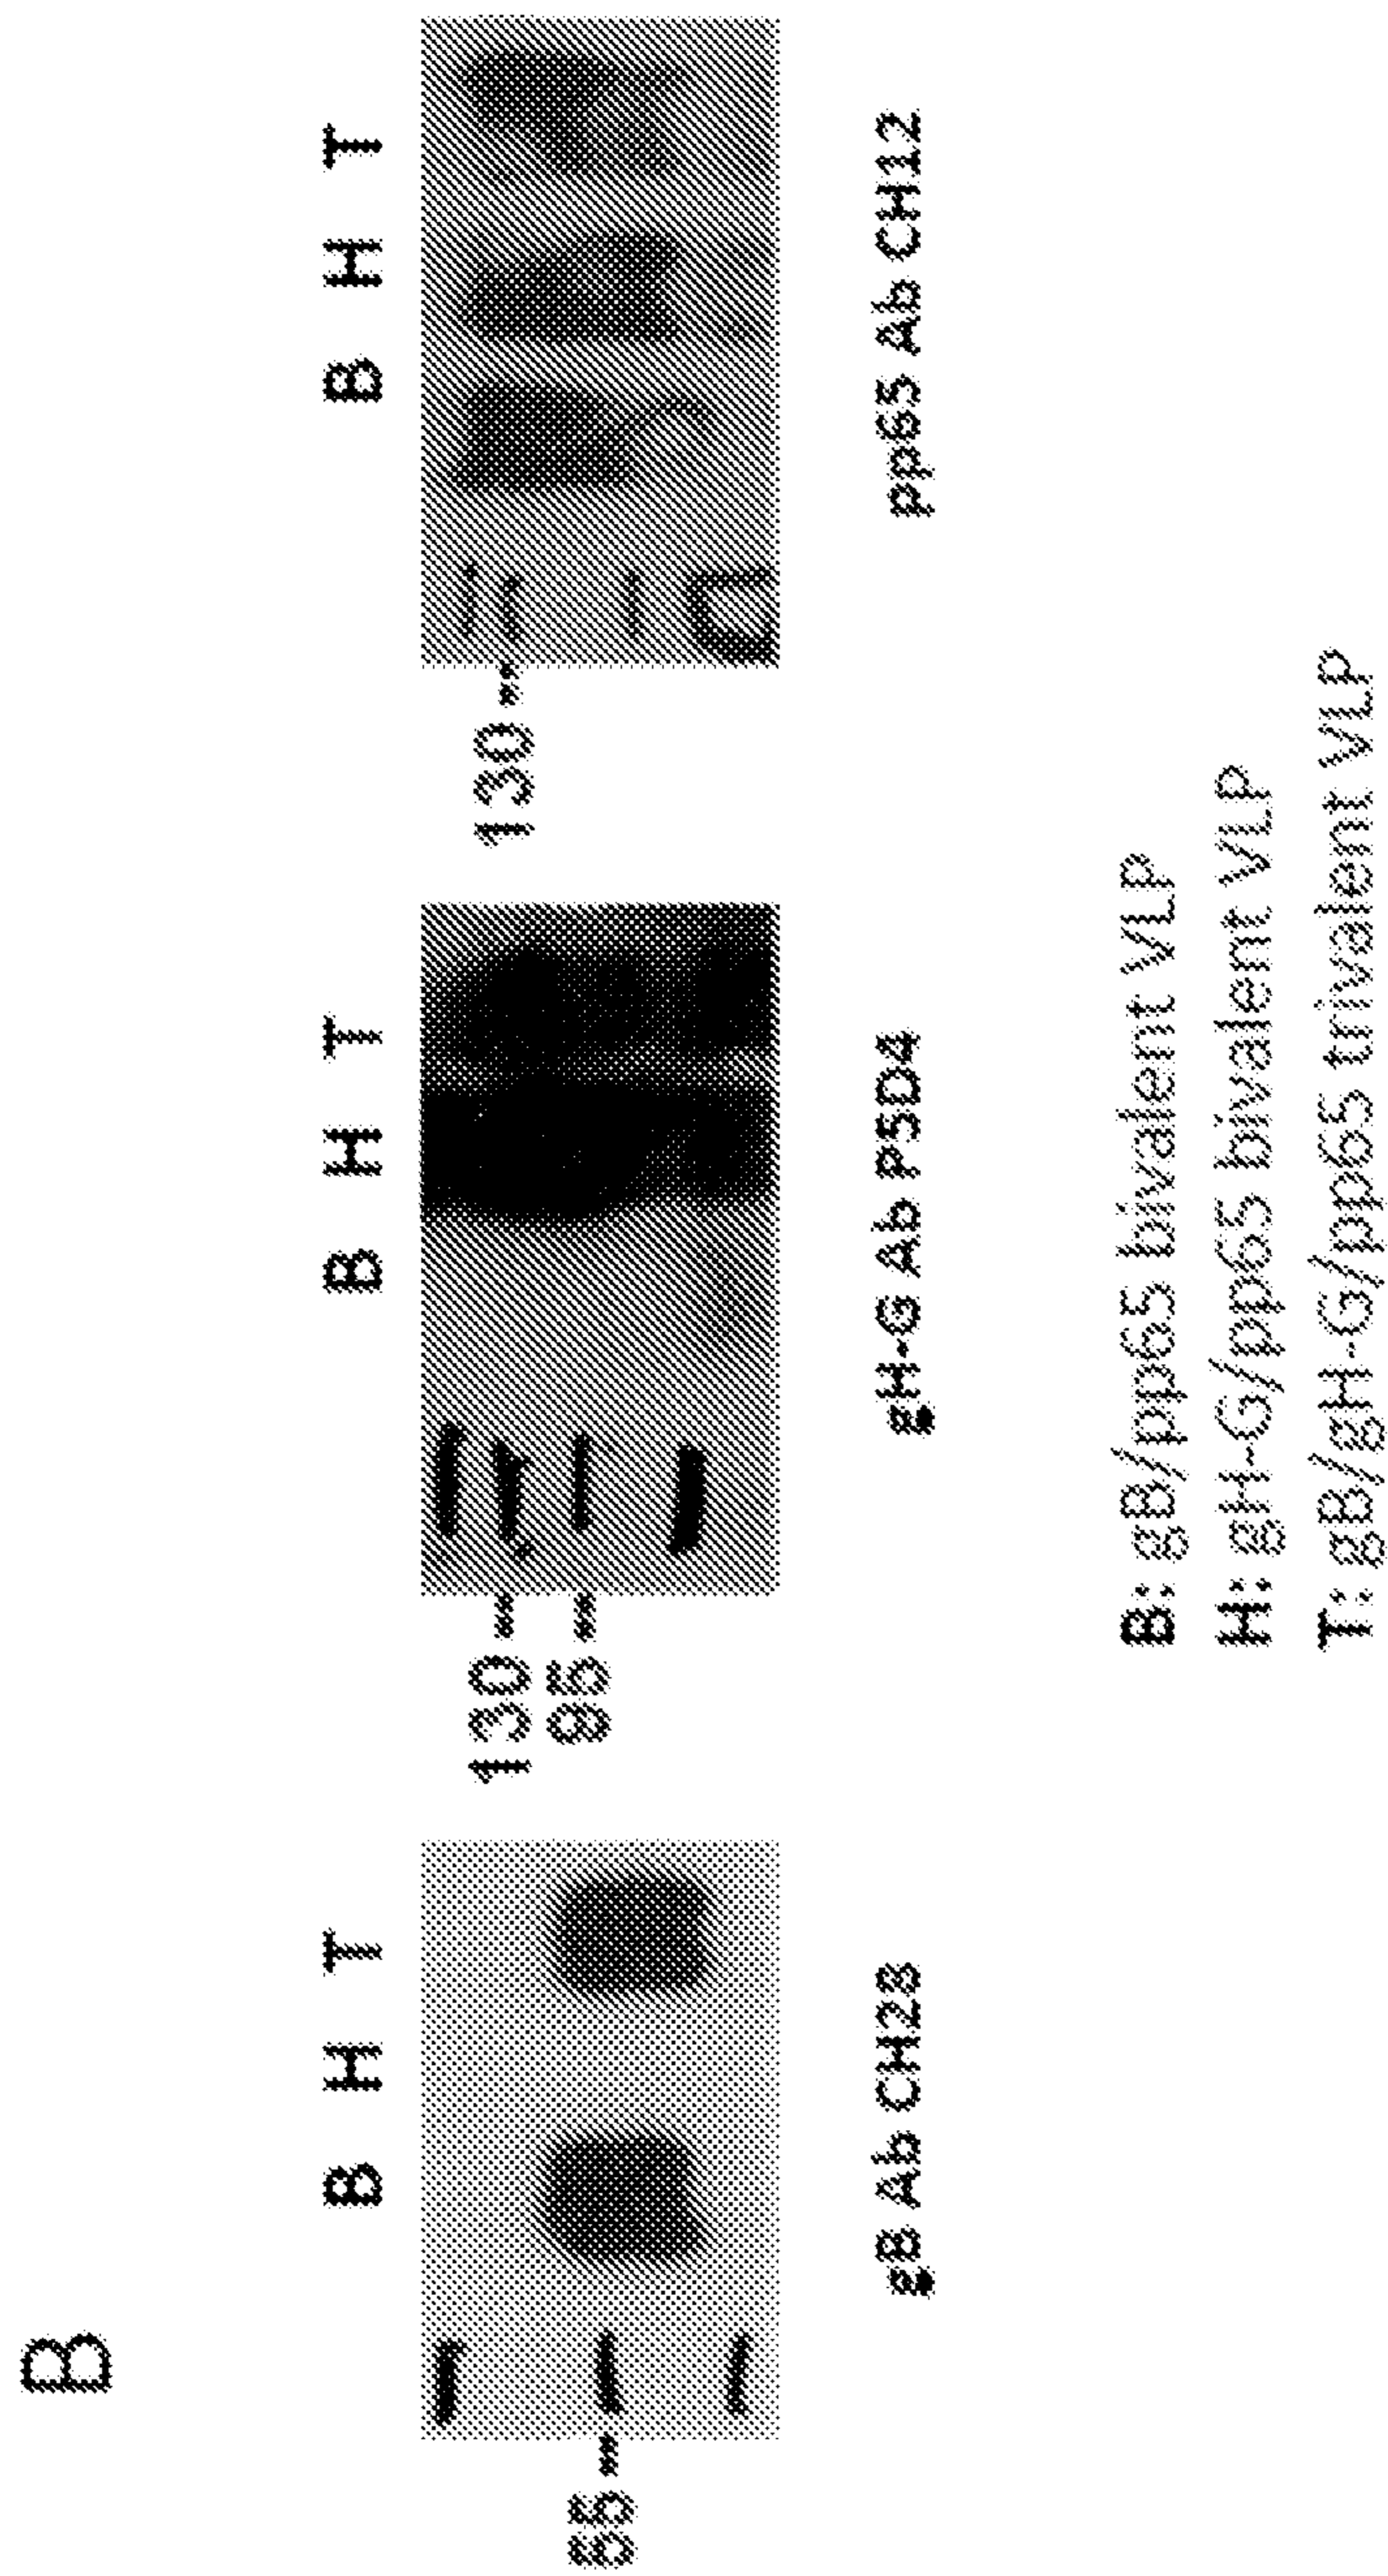 B
B H T
B H T
B H T
55 --
130 --
95 --
130 --
gB Ab CH28
gH-G Ab P5D4
pp65 Ab CH12
B: gB/pp65 bivalent VLP
H: gH-G/pp65 bivalent VLP
T: gB/gH-G/pp65 trivalent VLP